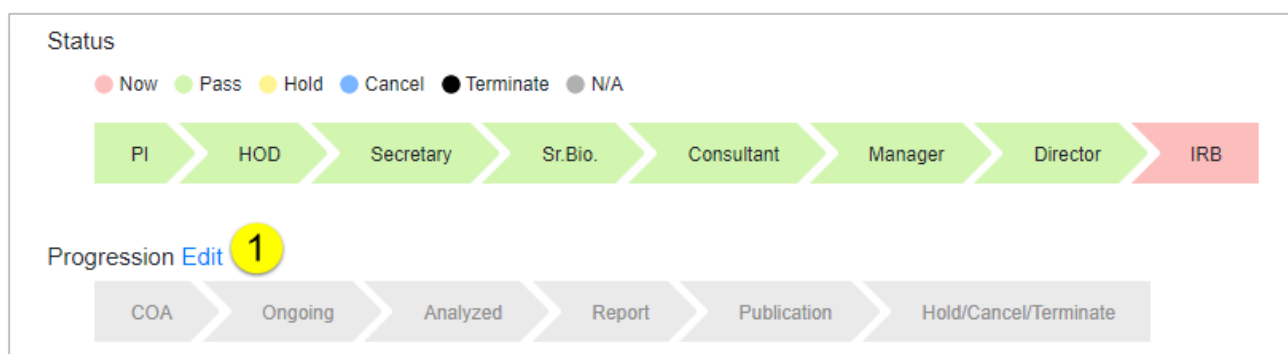 Status
Now Pass Hold Cancel Terminate N/A
PI HOD Secretary Sr.Bio. Consultant Manager Director IRB
Progression Edit 1
COA Ongoing Analyzed Report Publication Hold/Cancel/Terminate